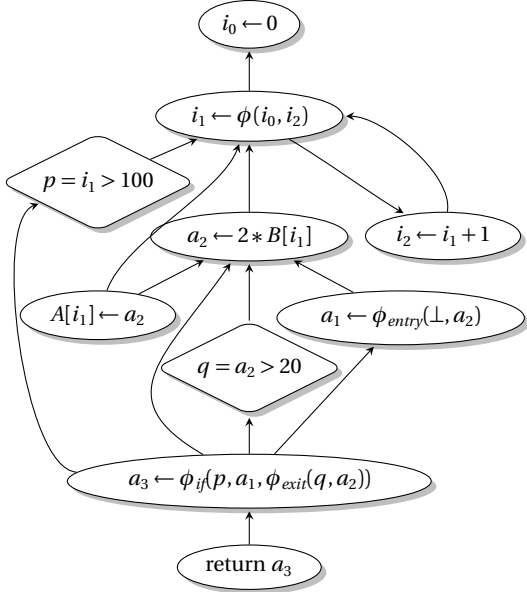 i₀ ← 0
i₁ ← ϕ(i₀, i₂)
p = i₁ > 100
a₂ ← 2 ∗ B[i₁]
i₂ ← i₁ + 1
A[i₁] ← a₂
a₁ ← ϕₑₙₜᵣᵧ(⊥, a₂)
q = a₂ > 20
a₃ ← ϕ_if(p, a₁, ϕ_exit(q, a₂))
return a₃